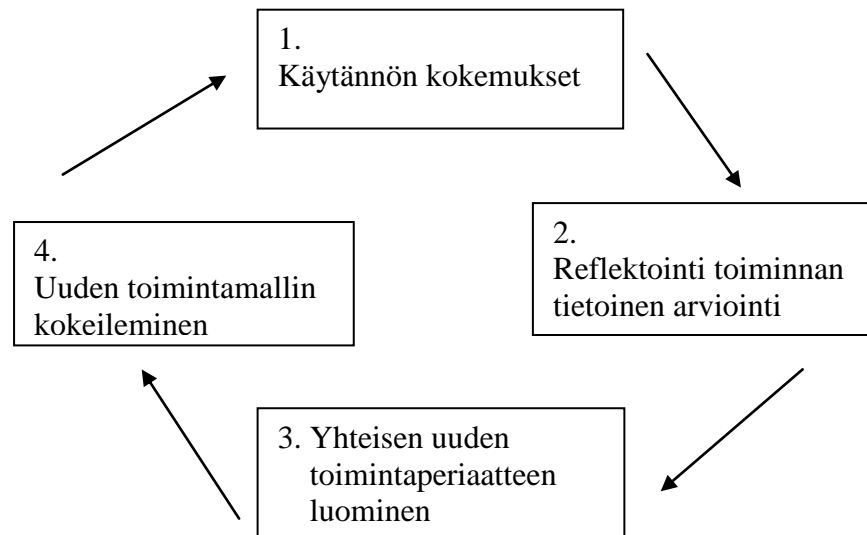 1.
Käytännön kokemukset
2.
Reflektointi toiminnan
tietoinen arviointi
3. Yhteisen uuden
toimintaperiaatteen
luominen
4.
Uuden toimintamallin
kokeileminen